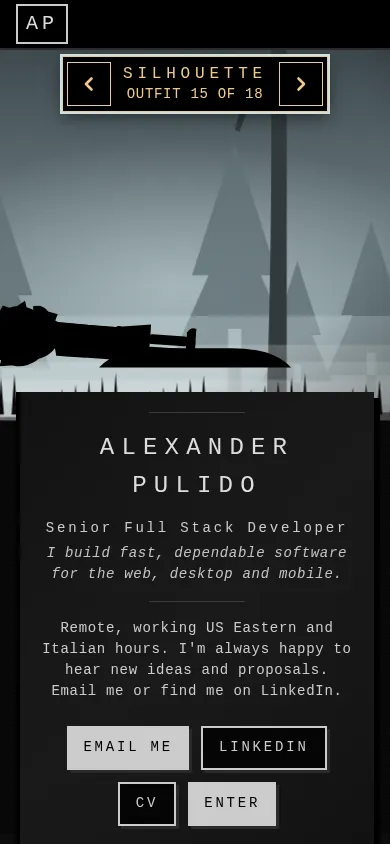 AP
SILHOUETTE
OUTFIT 15 OF 18
ALEXANDER
PULIDO
Senior Full Stack Developer
I build fast, dependable software
for the web, desktop and mobile.
Remote, working US Eastern and
Italian hours. I'm always happy to
hear new ideas and proposals.
Email me or find me on LinkedIn.
EMAIL ME LINKEDIN
CV ENTER